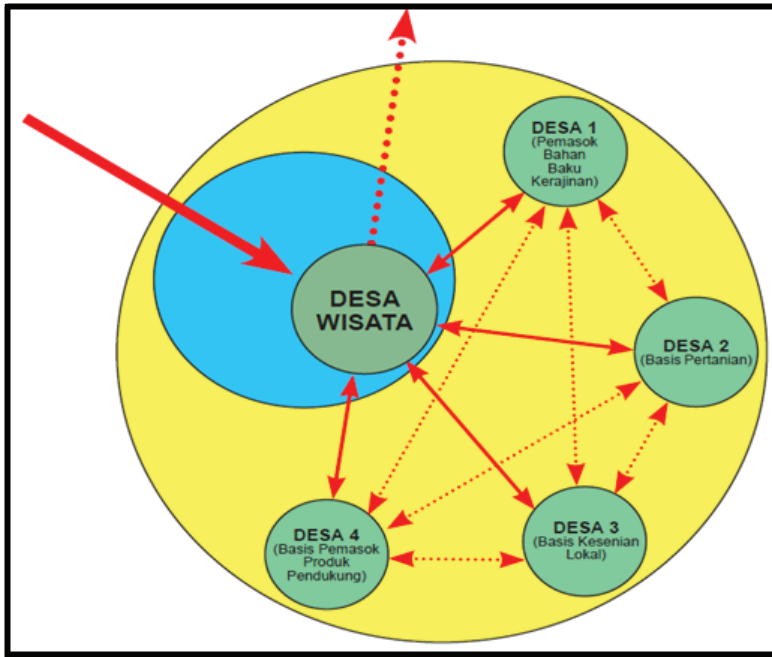 DESA 1
(Pemasok
Bahan
Baku
Kerajinan)
DESA
WISATA
DESA 2
(Basis Pertanian)
DESA 3
(Basis Kesenian
Lokal)
DESA 4
(Basis Pemasok
Produk
Pendukung)